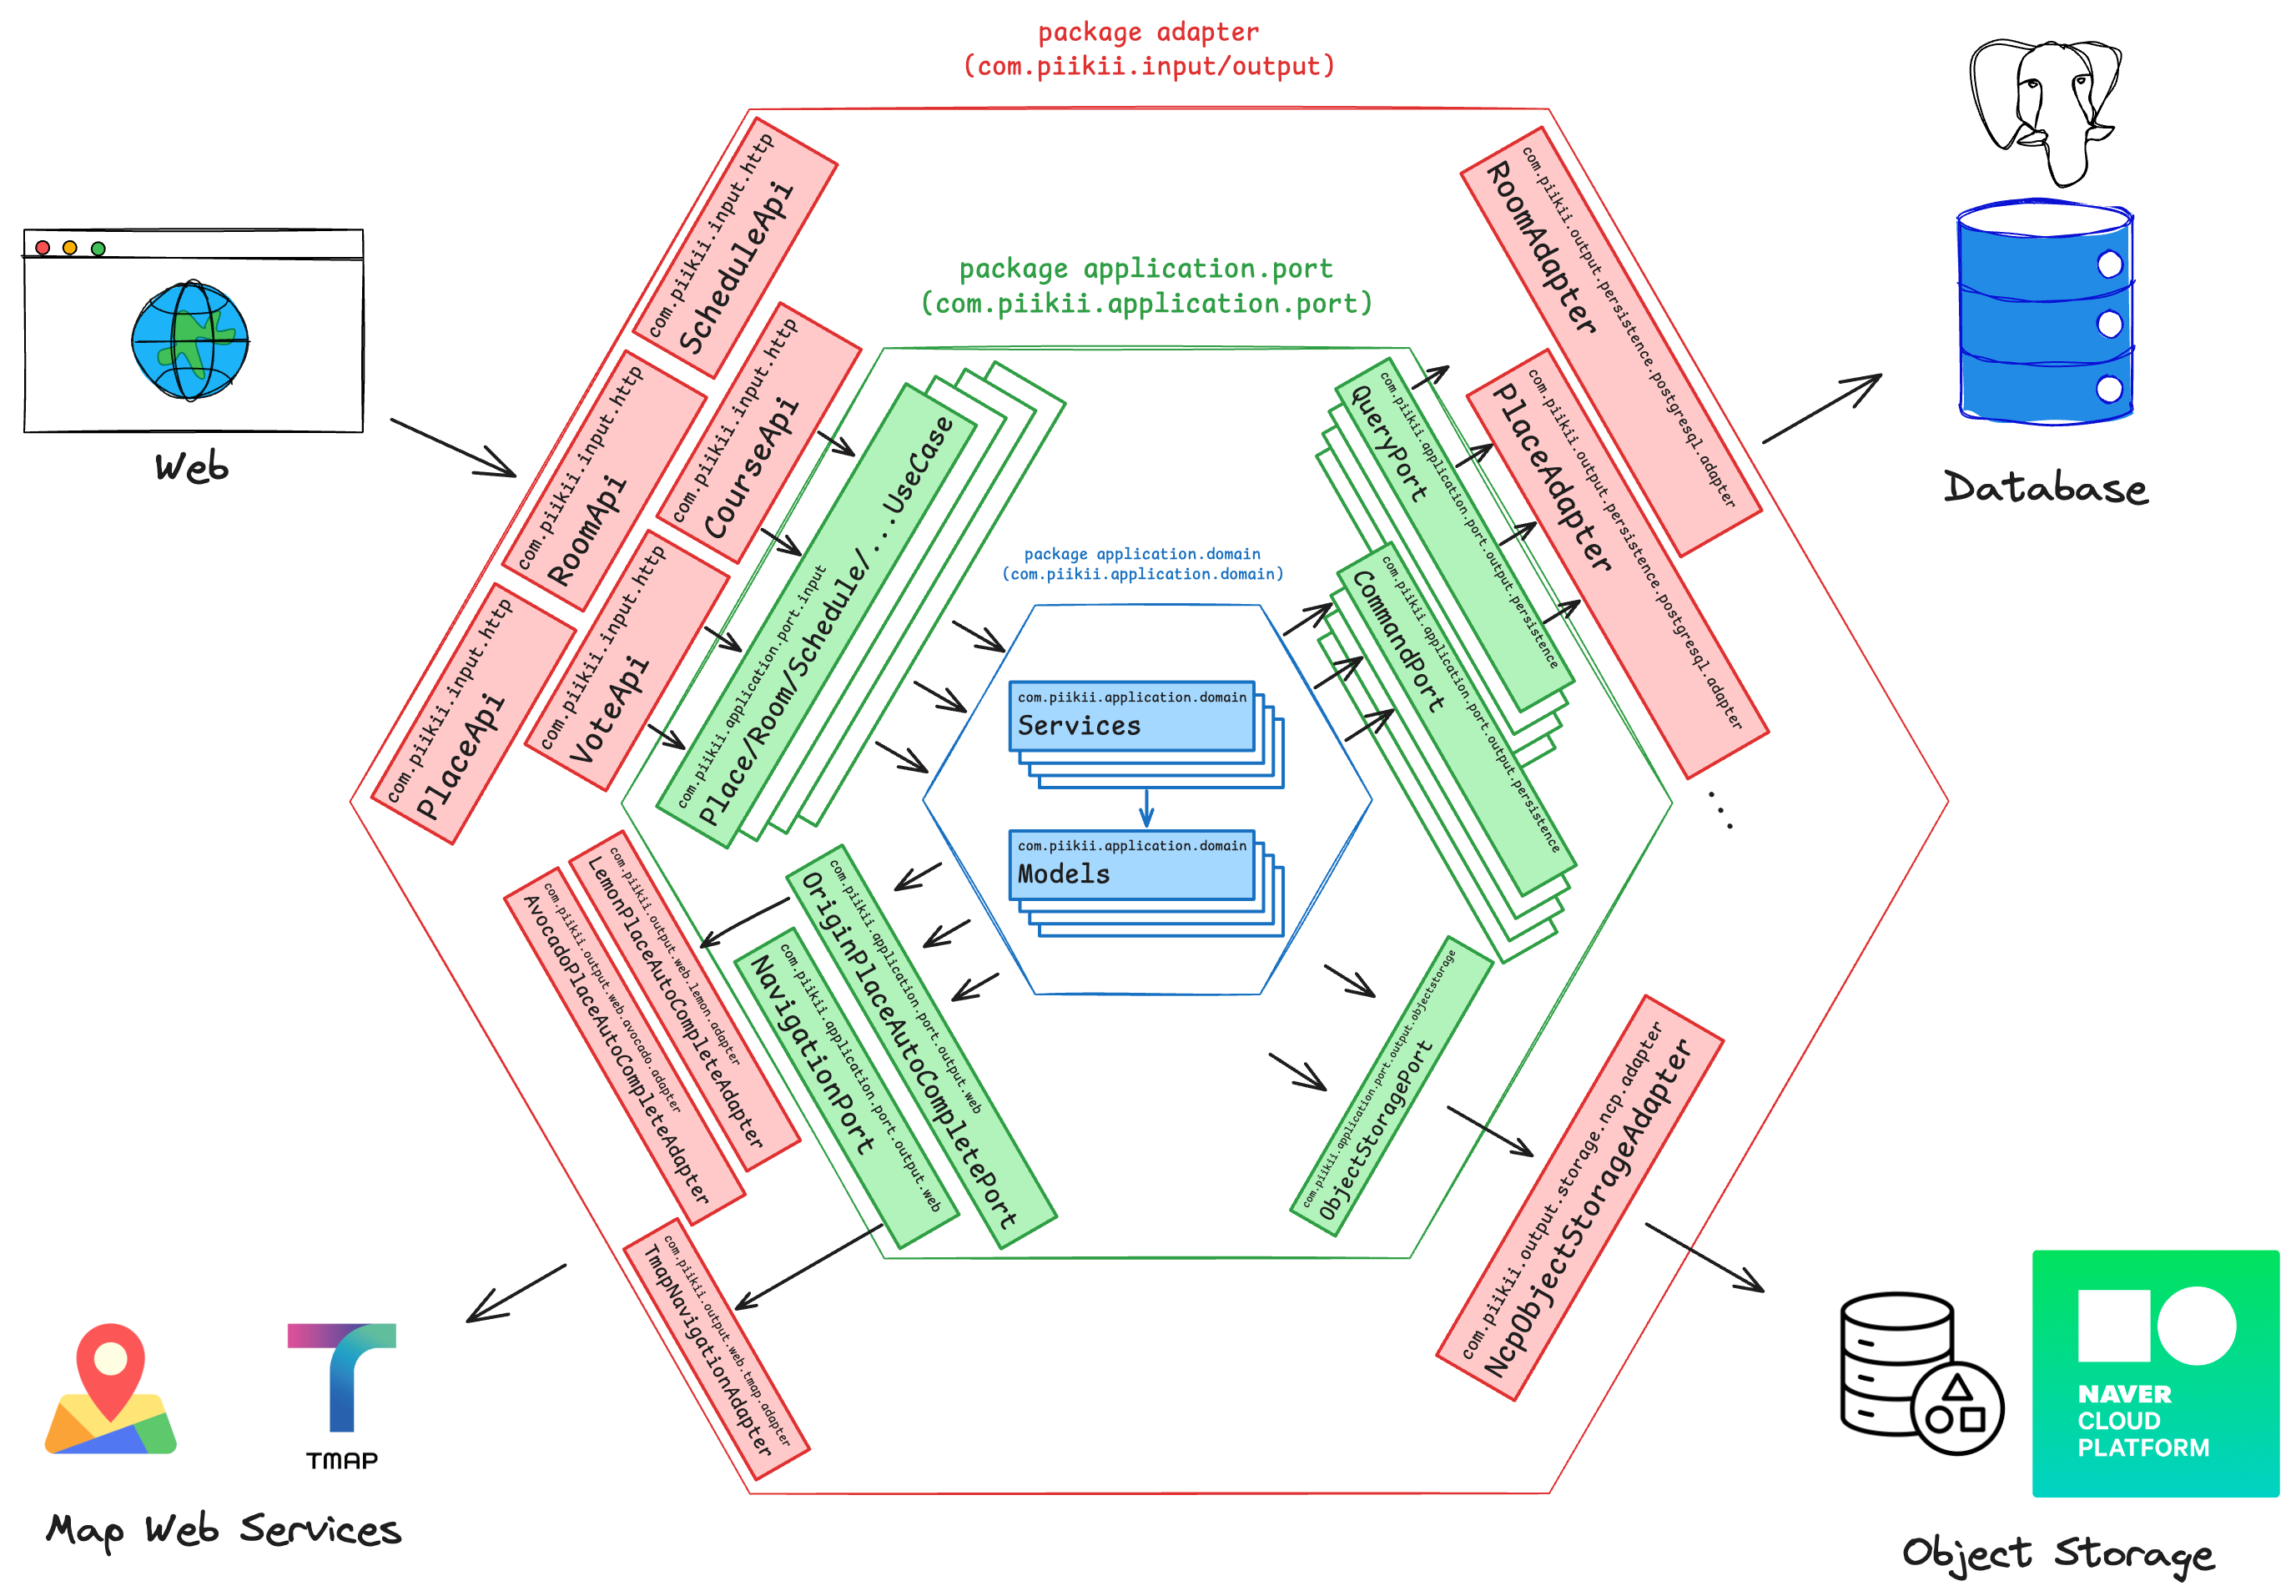 package adapter
(com.piikii.input/output)
com.piikii.input.http
ScheduleApi
com.piikii.input.http
RoomApi
com.piikii.input.http
CourseApi
com.piikii.input.http
PlaceApi
com.piikii.input.http
VoteApi
Web
package application.port
(com.piikii.application.port)
com.piikii.application.port.input
Place/Room/Schedule/...UseCase
package application.domain
(com.piikii.application.domain)
com.piikii.application.domain
Services
com.piikii.application.domain
Models
com.piikii.application.port.output.persistence
QueryPort
com.piikii.application.port.output.persistence
CommandPort
com.piikii.output.persistence.postgresql.adapter
RoomAdapter
com.piikii.output.persistence.postgresql.adapter
PlaceAdapter
...
Database
com.piikii.output.web.lemon.adapter
LemonPlaceAutoCompleteAdapter
com.piikii.output.web.avocado.adapter
AvocadoPlaceAutoCompleteAdapter
com.piikii.application.port.output.web
OriginPlaceAutoCompletePort
com.piikii.application.port.output.web
NavigationPort
com.piikii.output.web.tmap.adapter
TmapNavigationAdapter
TMAP
Map Web Services
com.piikii.application.port.output.objectstorage
ObjectStoragePort
com.piikii.output.storage.ncp.adapter
NcpObjectStorageAdapter
NAVER
CLOUD
PLATFORM
Object Storage